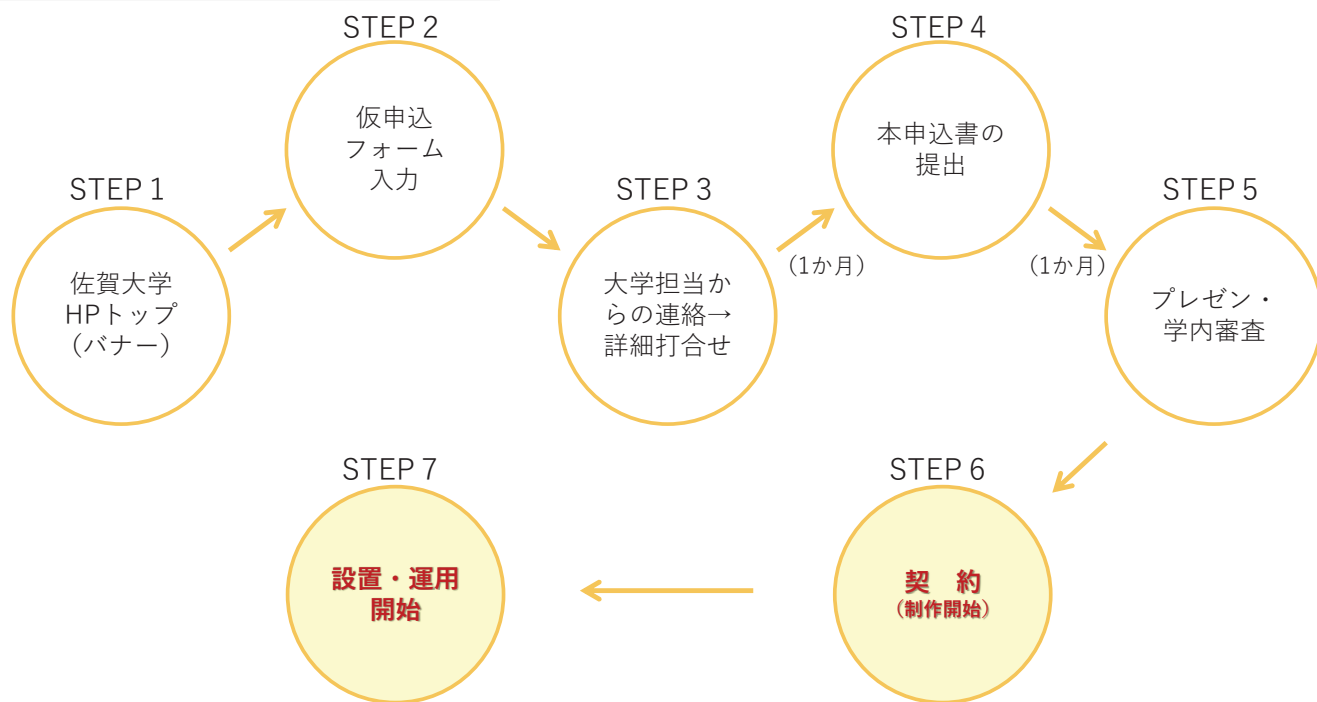 STEP 1
佐賀大学
HPトップ
（バナー）
STEP 2
仮申込
フォーム
入力
STEP 3
大学担当か
らの連絡→
詳細打合せ
(1か月)
STEP 4
本申込書の
提出
(1か月)
STEP 5
プレゼン・
学内審査
STEP 6
契　約
（制作開始）
STEP 7
設置・運用
開始